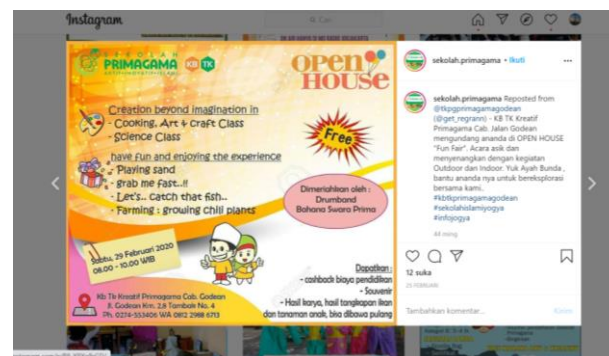 Instagram
Cari
SEKOLAH
PRIMAGAMA KB TK
OPEN
HOUSE
Creation beyond imagination in
- Cooking, Art & craft Class
- Science Class
Free
have fun and enjoying the experience
- Playing sand
- grab me fast..!!
- Let's.. catch that fish..
- Farming : growing chili plants
Dimeriahkan oleh :
Drumband
Bahana Swara Prima
Sabtu, 29 Februari 2020
08.00 - 10.00 WIB
Dapatkan :
- cashback biaya pendidikan
- Souvenir
- Hasil karya, hasil tangkapan ikan
dan tanaman anak, bisa dibawa pulang
Kb Tk Kreatif Primagama Cab. Godean
Jl. Godean Km. 2,8 Tambak No. 4
Ph. 0274-553406 WA 0812 2988 6713
sekolah.primagama • Ikuti
sekolah.primagama Reposted from
@tkpgprimagamagodean
(@get_regrann) - KB TK Kreatif
Primagama Cab. Jalan Godean
mengundang ananda di OPEN HOUSE
"Fun Fair". Acara asik dan
menyenangkan dengan kegiatan
Outdoor dan Indoor. Yuk Ayah Bunda ,
bantu ananda nya untuk bereksplorasi
bersama kami.
#kbtkprimagamagodean
#sekolahislamiyogya
#infojogya
44 ming
12 suka
25 FEBRUARI
Tambahkan komentar...
Kirim